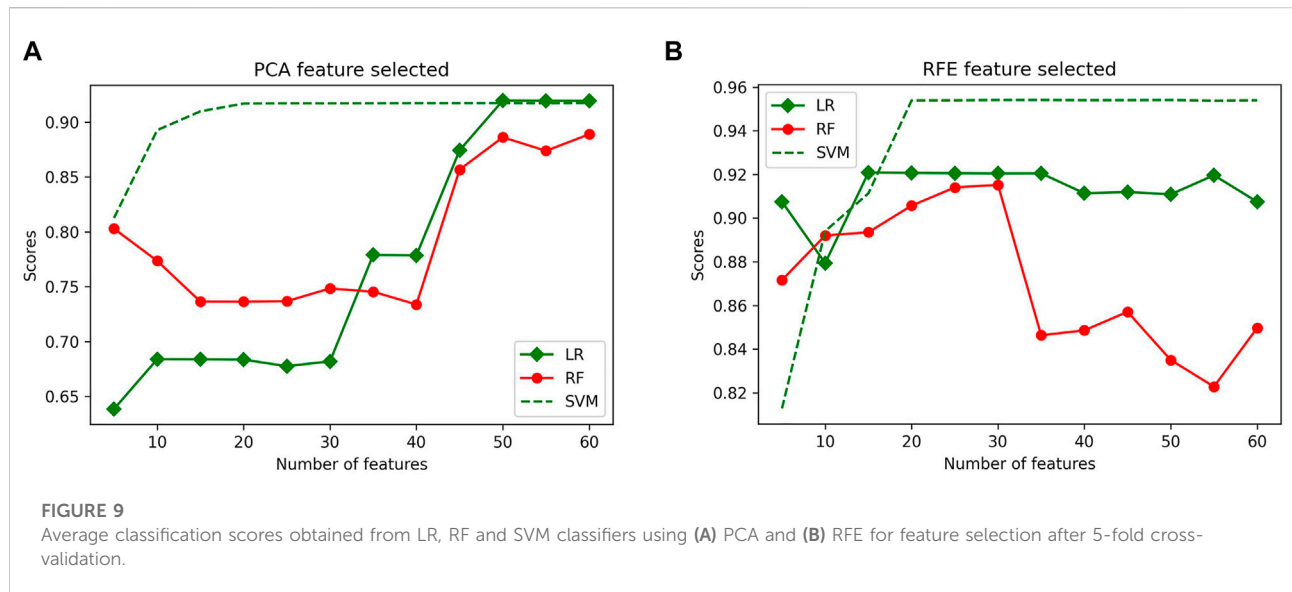 A
PCA feature selected
Scores
0.90
0.85
0.80
0.75
0.70
0.65
LR
RF
SVM
10 20 30 40 50 60
Number of features
B
RFE feature selected
Scores
0.96
0.94
0.92
0.90
0.88
0.86
0.84
0.82
LR
RF
SVM
10 20 30 40 50 60
Number of features
FIGURE 9
Average classification scores obtained from LR, RF and SVM classifiers using (A) PCA and (B) RFE for feature selection after 5-fold cross-
validation.